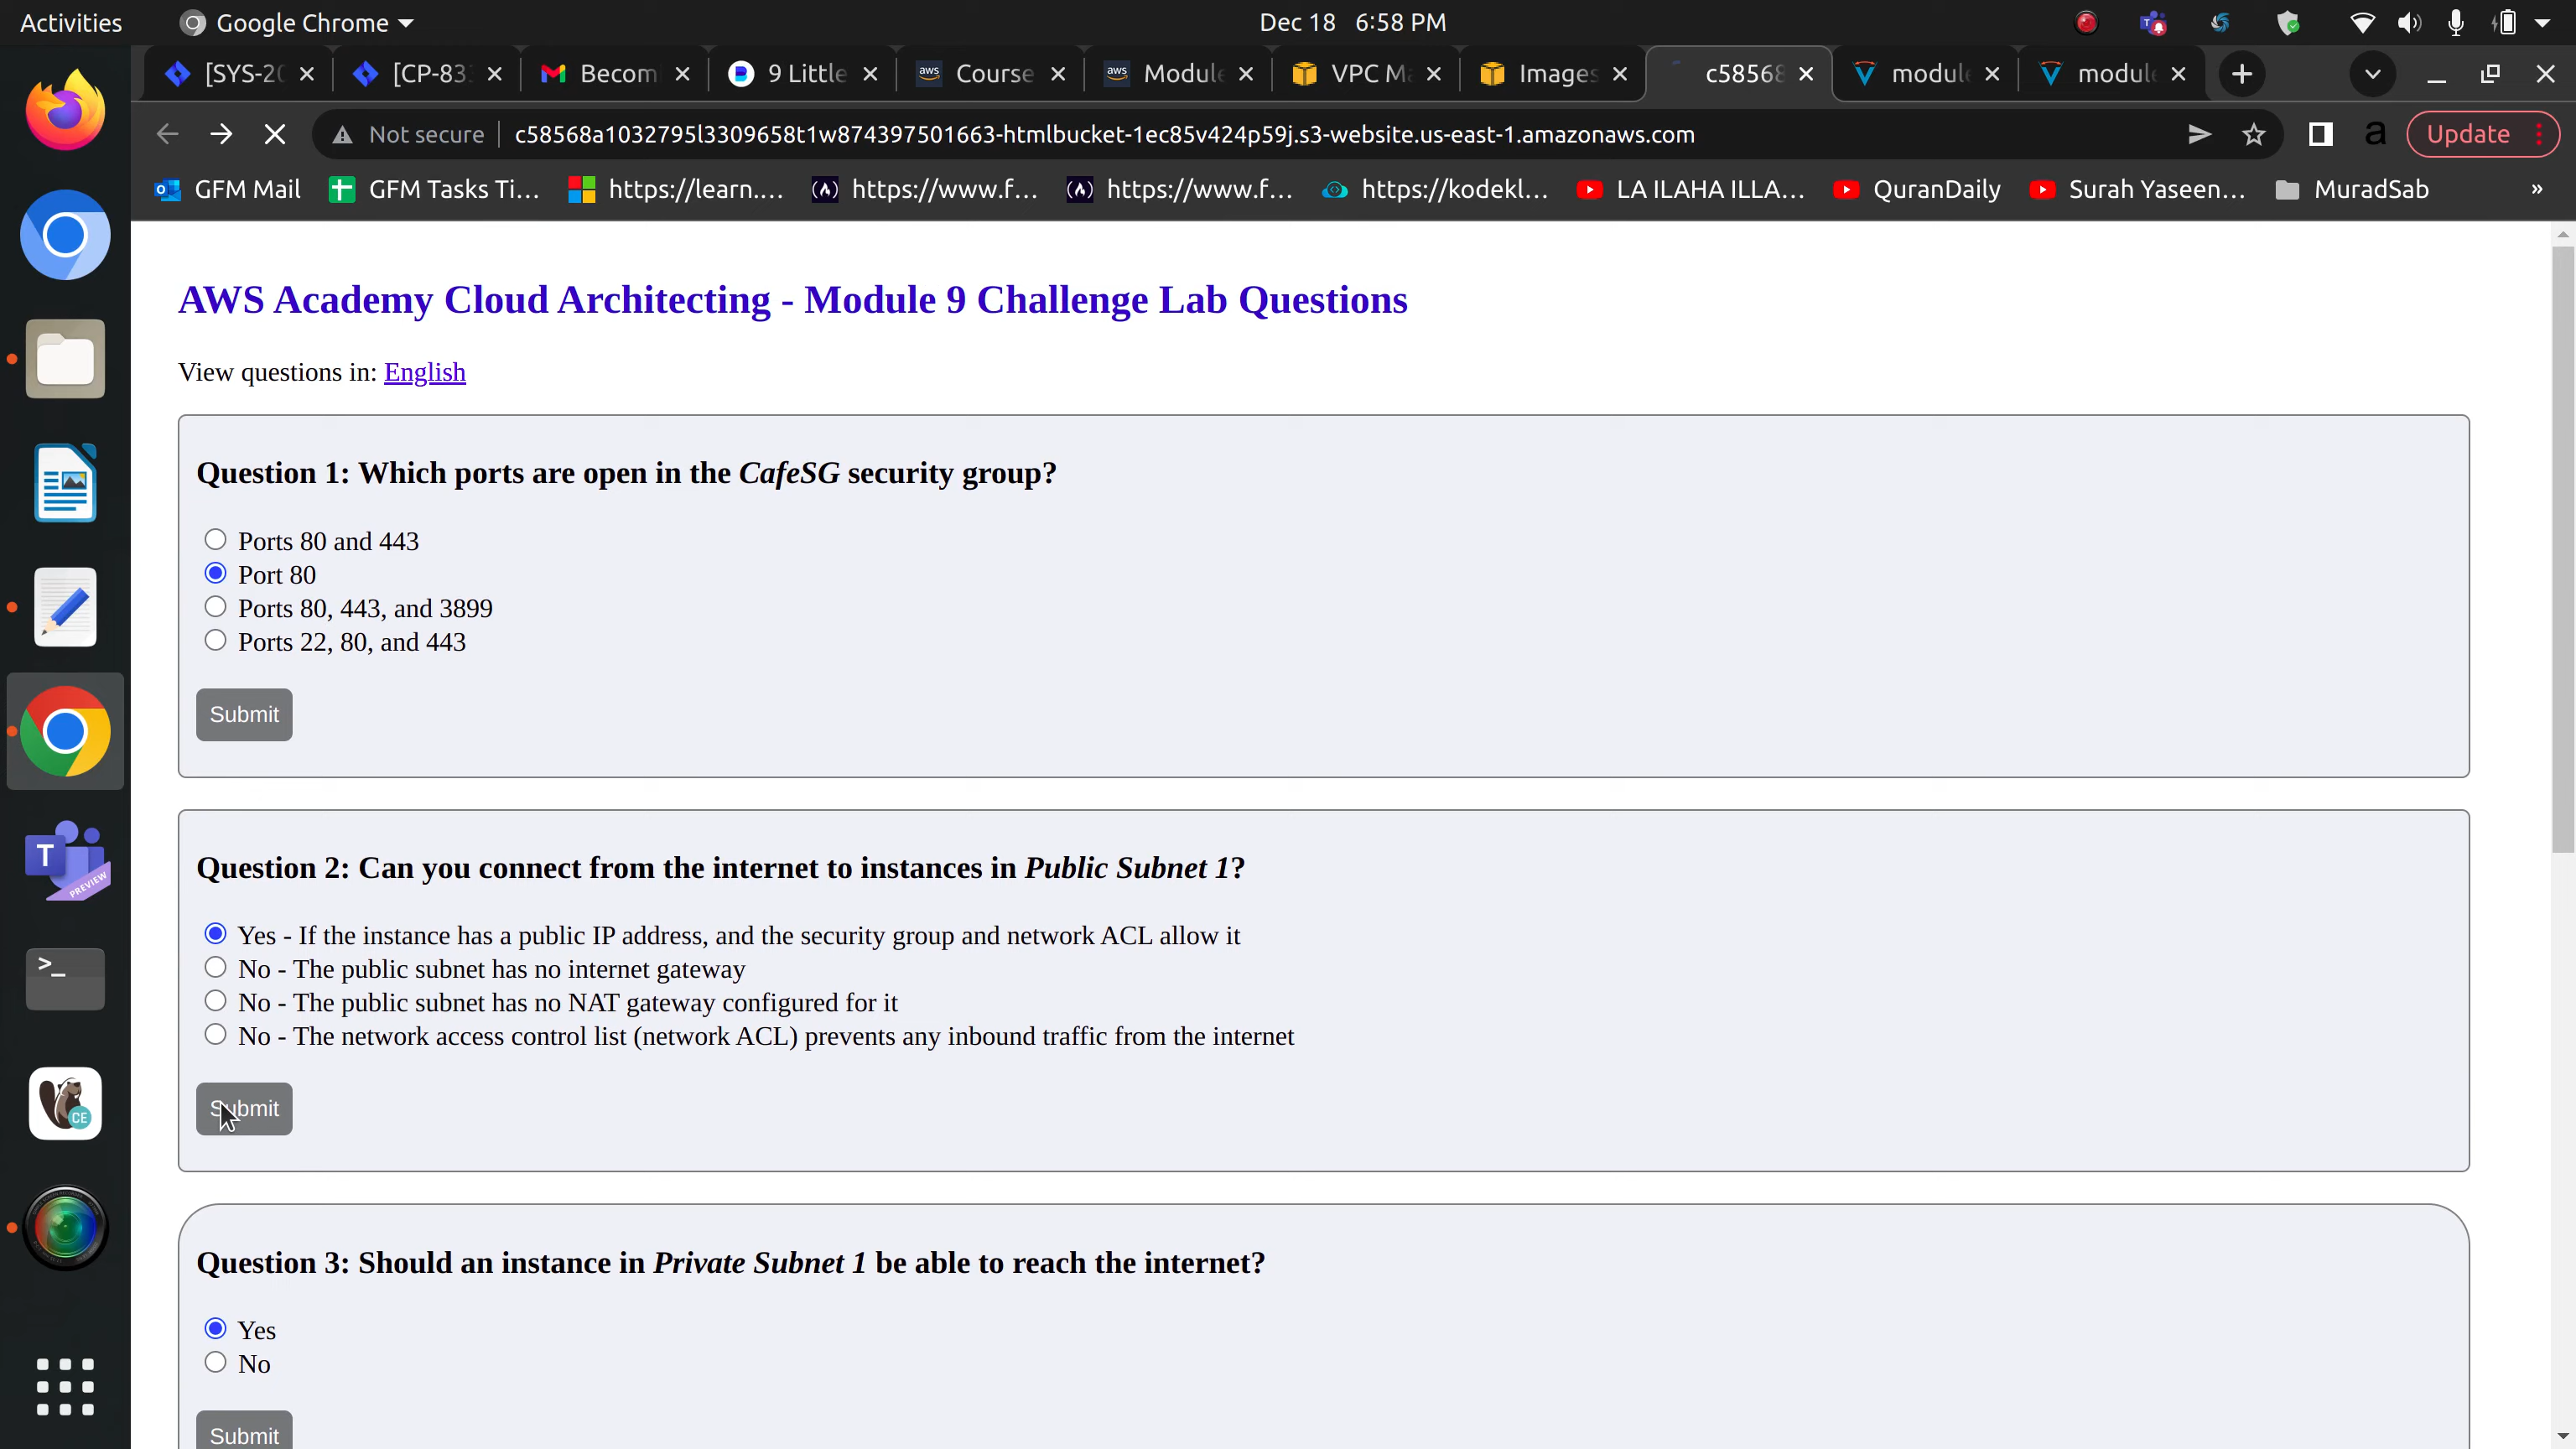 Activities Google Chrome Dec 18 6:58 PM
[SYS-20 [CP-83 Becom 9 Little Course Module VPC Ma Images c58568 module module
Not secure c58568a1032795l3309658t1w874397501663-htmlbucket-1ec85v424p59j.s3-website.us-east-1.amazonaws.com a Update
GFM Mail GFM Tasks Ti... https://learn.... https://www.f... https://www.f... https://kodekl... LA ILAHA ILLA... QuranDaily Surah Yaseen... MuradSab »
AWS Academy Cloud Architecting - Module 9 Challenge Lab Questions
View questions in: English
Question 1: Which ports are open in the CafeSG security group?
Ports 80 and 443
Port 80
Ports 80, 443, and 3899
Ports 22, 80, and 443
Submit
Question 2: Can you connect from the internet to instances in Public Subnet 1?
Yes - If the instance has a public IP address, and the security group and network ACL allow it
No - The public subnet has no internet gateway
No - The public subnet has no NAT gateway configured for it
No - The network access control list (network ACL) prevents any inbound traffic from the internet
Submit
Question 3: Should an instance in Private Subnet 1 be able to reach the internet?
Yes
No
Submit
T
PREVIEW
>_
CE